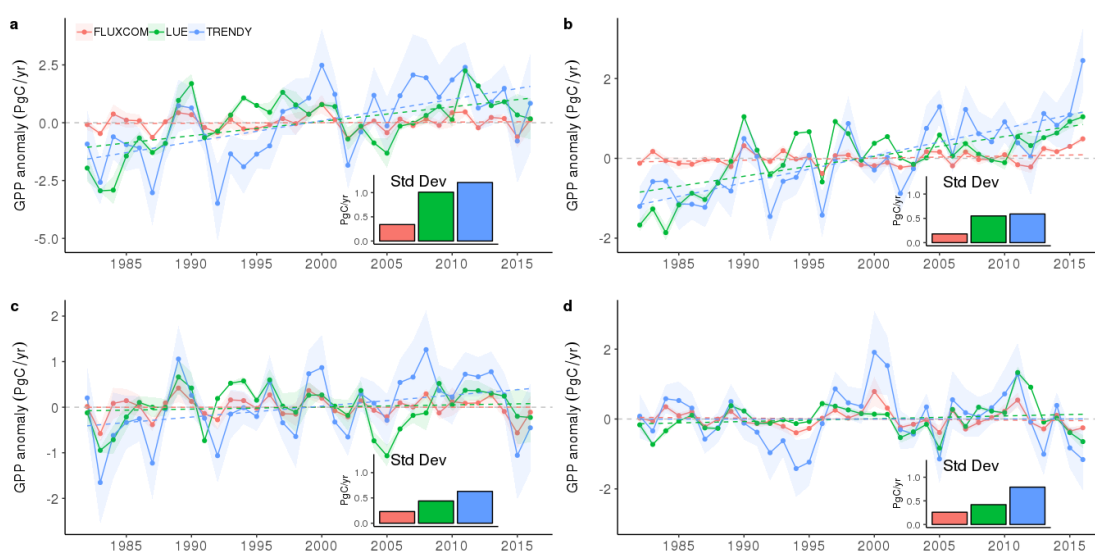 a
FLUXCOM LUE TRENDY
GPP anomaly (PgC/yr)
2.5
0.0
-2.5
-5.0
Std Dev
PgC/yr
1.0
0.5
0.0
1985 1990 1995 2000 2005 2010 2015
b
GPP anomaly (PgC/yr)
2
0
-2
Std Dev
PgC/yr
1.0
0.5
0.0
1985 1990 1995 2000 2005 2010 2015
c
GPP anomaly (PgC/yr)
2
1
0
-1
-2
Std Dev
PgC/yr
1.0
0.5
0.0
1985 1990 1995 2000 2005 2010 2015
d
GPP anomaly (PgC/yr)
2
0
-2
Std Dev
PgC/yr
1.0
0.5
0.0
1985 1990 1995 2000 2005 2010 2015